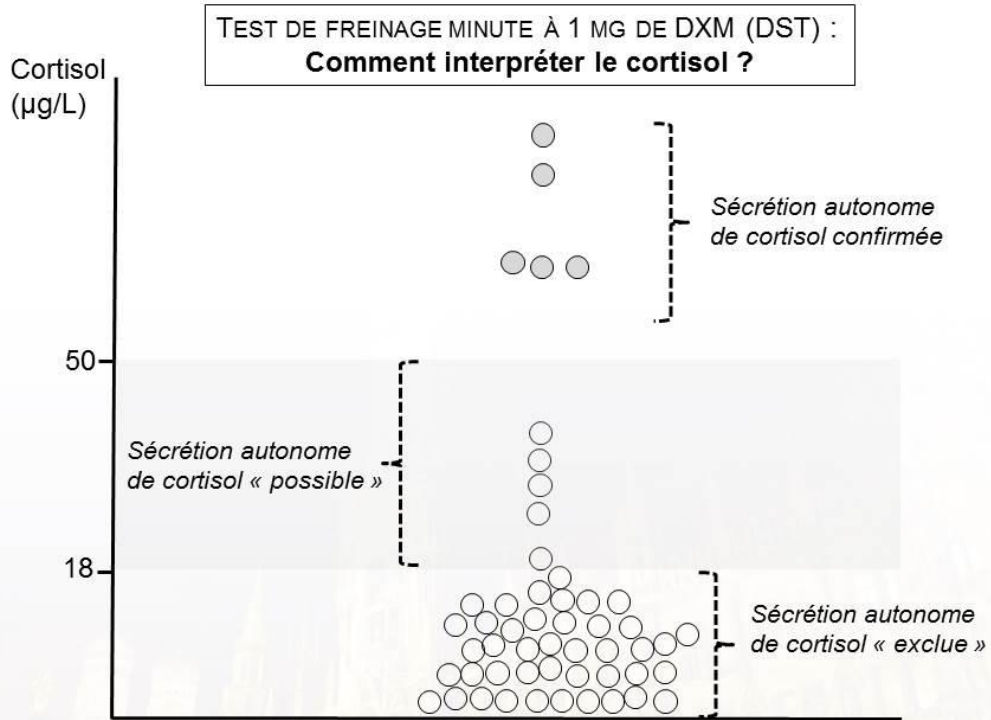 TEST DE FREINAGE MINUTE À 1 MG DE DXM (DST) :
Comment interpréter le cortisol ?
Cortisol
(µg/L)
Sécrétion autonome
de cortisol confirmée
50
Sécrétion autonome
de cortisol « possible »
18
Sécrétion autonome
de cortisol « exclue »